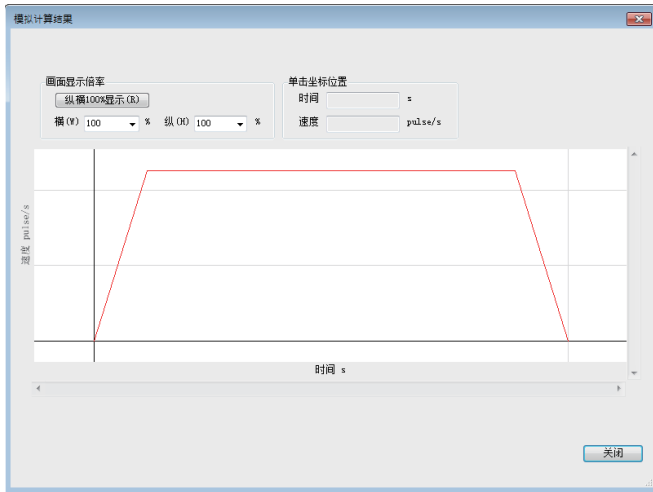 模拟计算结果
画面显示倍率
纵横100%显示(R)
横(W) 100 % 纵(H) 100 %
单击坐标位置
时间 s
速度 pulse/s
速度 pulse/s
时间 s
关闭